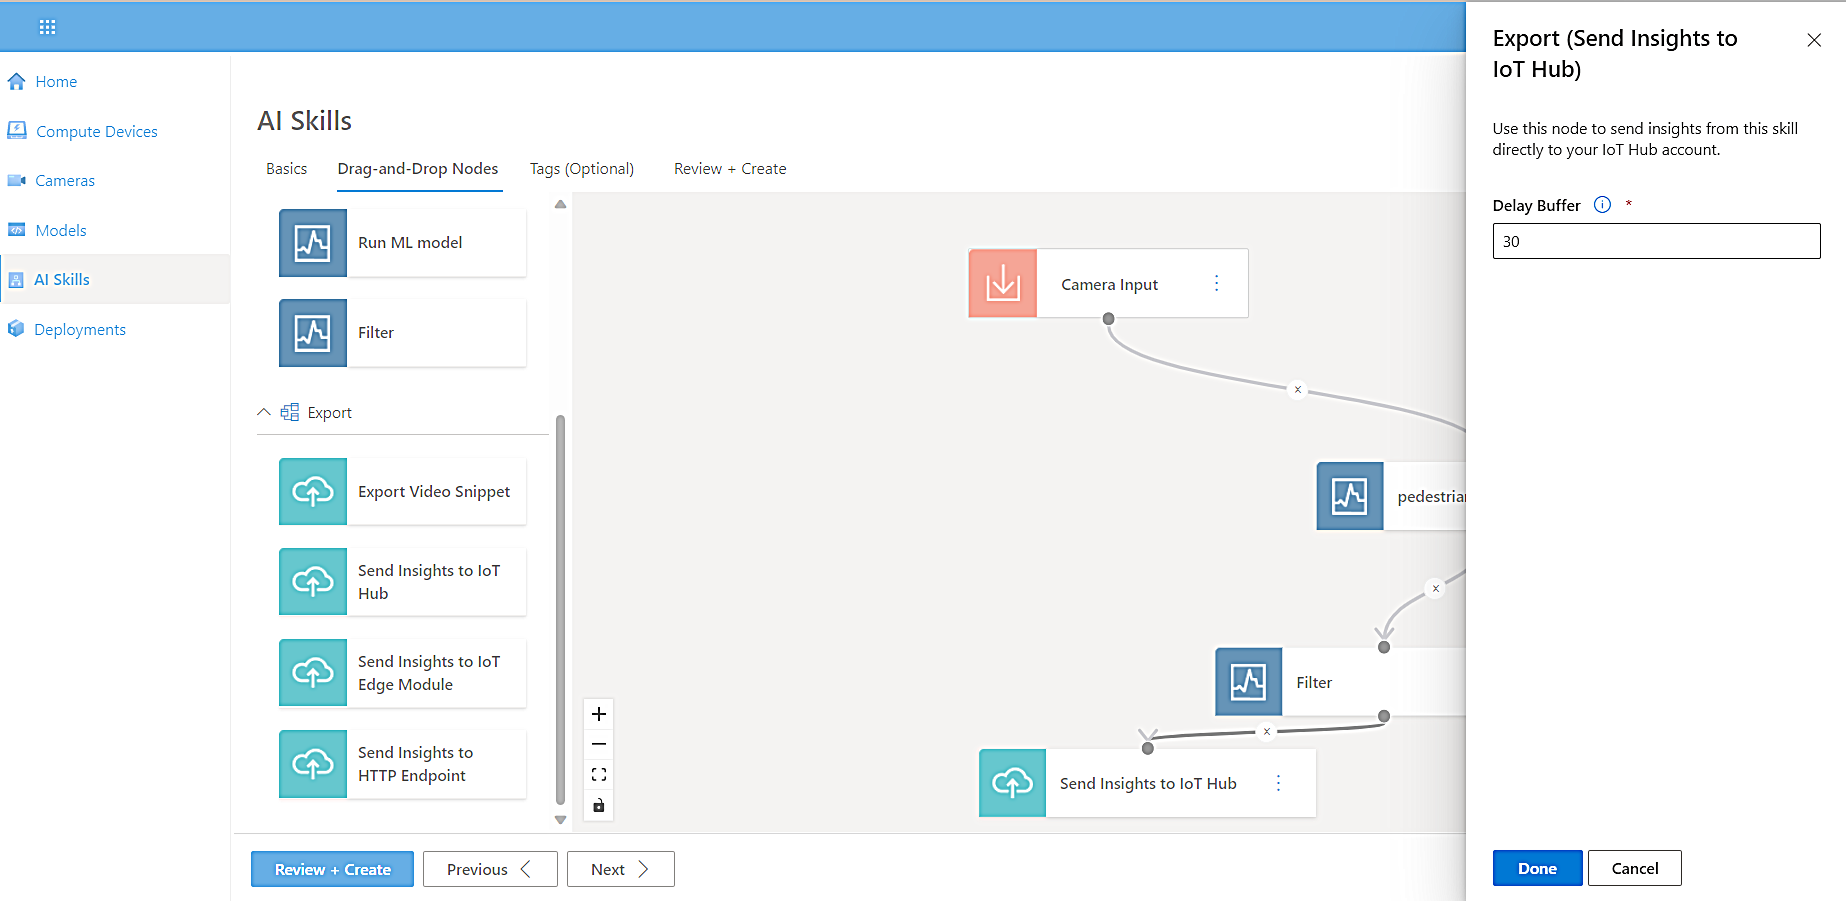 Home
Compute Devices
Cameras
Models
AI Skills
Deployments
AI Skills
Basics
Drag-and-Drop Nodes
Tags (Optional)
Review + Create
Run ML model
Filter
Export
Export Video Snippet
Send Insights to IoT
Hub
Send Insights to IoT
Edge Module
Send Insights to
HTTP Endpoint
Camera Input
Filter
Send Insights to IoT Hub
Review + Create
Previous
Next
Export (Send Insights to
IoT Hub)
Use this node to send insights from this skill
directly to your IoT Hub account.
Delay Buffer *
30
Done
Cancel